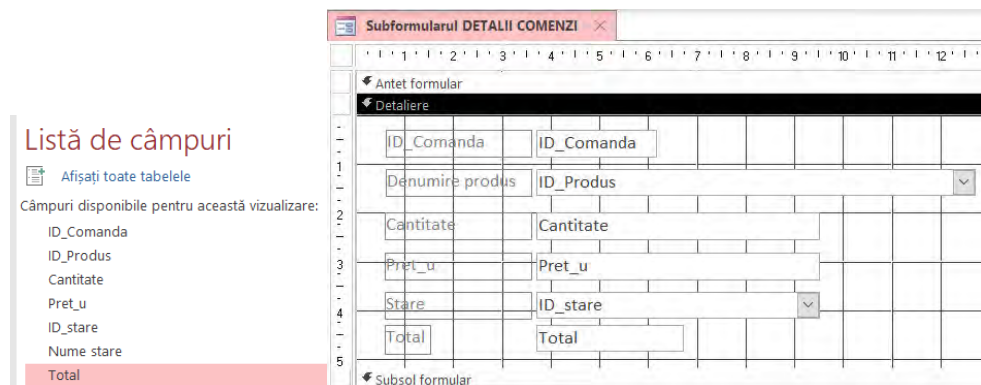 Listă de câmpuri
Afișați toate tabelele
Câmpuri disponibile pentru această vizualizare:
ID_Comanda
ID_Produs
Cantitate
Pret_u
ID_stare
Nume stare
Total
Subformularul DETALII COMENZI
1 2 3 4 5 6 7 8 9 10 11 12
Antet formular
Detaliere
ID_Comanda ID_Comanda
1
Denumire produs ID_Produs
2
Cantitate Cantitate
3
Pret_u Pret_u
Stare ID_stare
4
Total Total
5
Subsol formular